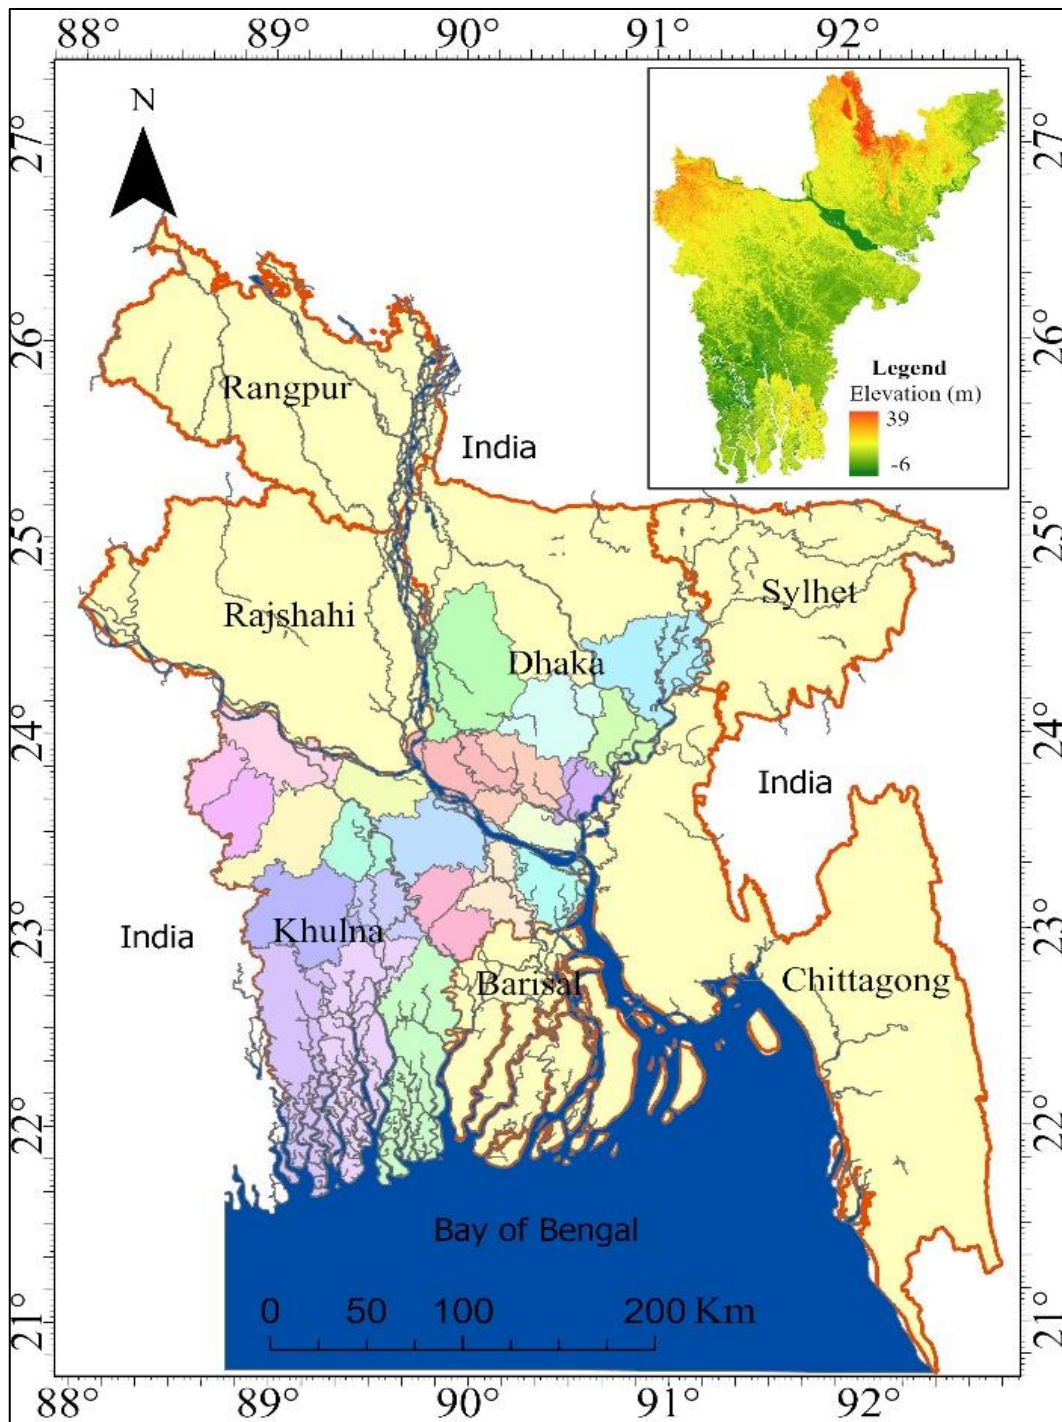 88° 89° 90° 91° 92°
N
27°
27°
Legend
Elevation (m)
39
-6
26°
26°
Rangpur
India
25°
25°
Sylhet
Rajshahi
Dhaka
24°
24°
India
23°
23°
India
Khulna
Barisal
Chittagong
22°
22°
Bay of Bengal
0 50 100 200 Km
21°
21°
88° 89° 90° 91° 92°